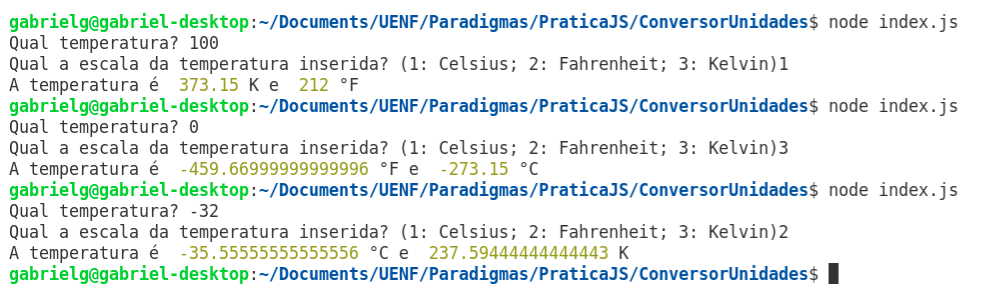 gabrielg@gabriel-desktop:~/Documents/UENF/Paradigmas/PraticaJS/ConversorUnidades$ node index.js
Qual temperatura? 100
Qual a escala da temperatura inserida? (1: Celsius; 2: Fahrenheit; 3: Kelvin)1
A temperatura é  373.15 K e  212 °F
gabrielg@gabriel-desktop:~/Documents/UENF/Paradigmas/PraticaJS/ConversorUnidades$ node index.js
Qual temperatura? 0
Qual a escala da temperatura inserida? (1: Celsius; 2: Fahrenheit; 3: Kelvin)3
A temperatura é  -459.66999999999996 °F e  -273.15 °C
gabrielg@gabriel-desktop:~/Documents/UENF/Paradigmas/PraticaJS/ConversorUnidades$ node index.js
Qual temperatura? -32
Qual a escala da temperatura inserida? (1: Celsius; 2: Fahrenheit; 3: Kelvin)2
A temperatura é  -35.55555555555556 °C e  237.59444444444443 K
gabrielg@gabriel-desktop:~/Documents/UENF/Paradigmas/PraticaJS/ConversorUnidades$